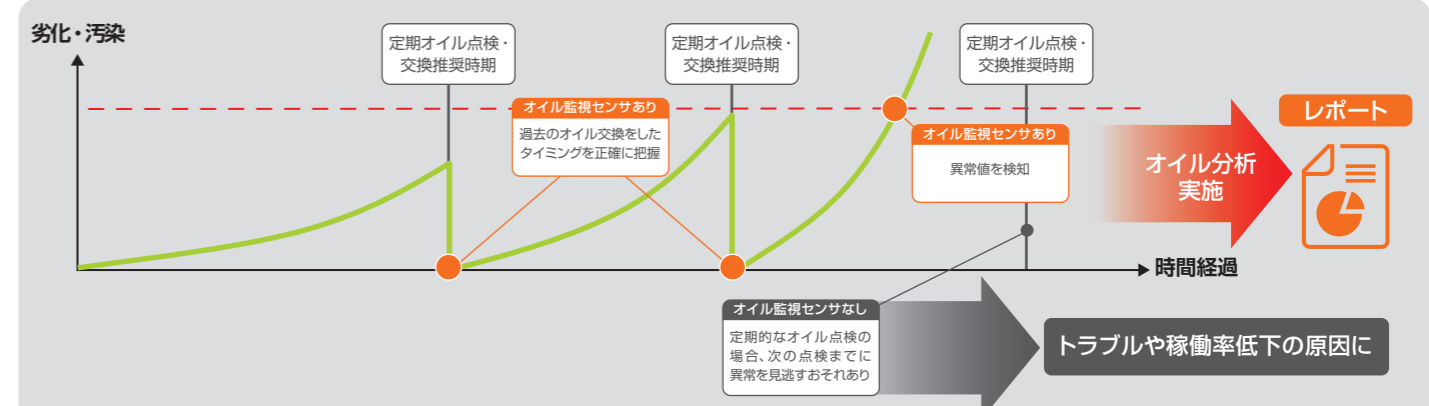 劣化・汚染
定期オイル点検・
交換推奨時期
定期オイル点検・
交換推奨時期
定期オイル点検・
交換推奨時期
オイル監視センサあり
過去のオイル交換をした
タイミングを正確に把握
オイル監視センサあり
異常値を検知
オイル分析
実施
レポート
時間経過
オイル監視センサなし
定期的なオイル点検の
場合、次の点検までに
異常を見逃すおそれあり
トラブルや稼働率低下の原因に